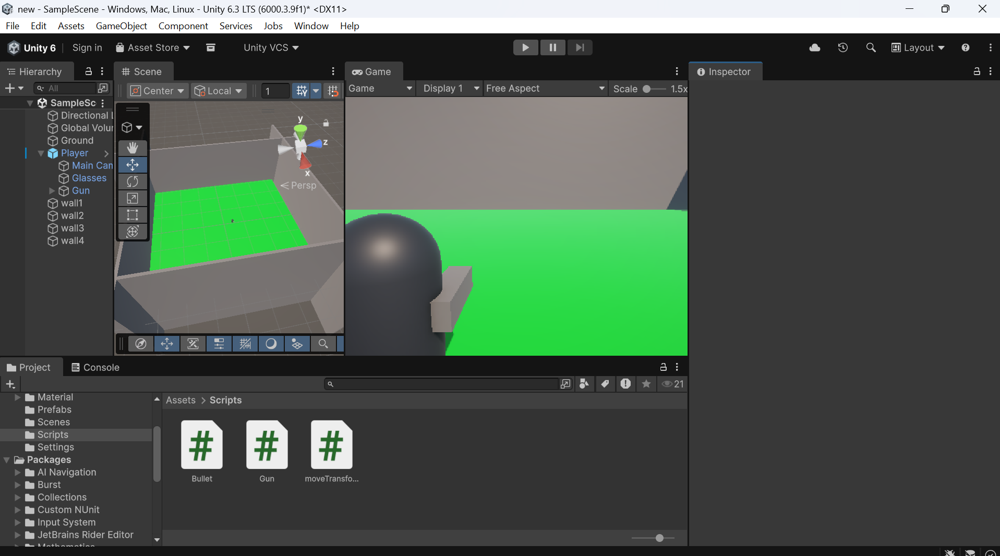 new - SampleScene - Windows, Mac, Linux - Unity 6.3 LTS (6000.3.9f1)* <DX11>
File Edit Assets GameObject Component Services Jobs Window Help
Unity 6 Sign in Asset Store Unity VCS Layout
Hierarchy
All
SampleSc
Directional
Global Volu
Ground
Player
Main Cam
Glasses
Gun
wall1
wall2
wall3
wall4
Scene
Center Local 1
y
z
x
Persp
Game
Game Display 1 Free Aspect Scale 1.5x
Inspector
Project Console
21
Material
Prefabs
Scenes
Scripts
Settings
Packages
AI Navigation
Burst
Collections
Custom NUnit
Input System
JetBrains Rider Editor
Assets > Scripts
Bullet Gun moveTransfo...